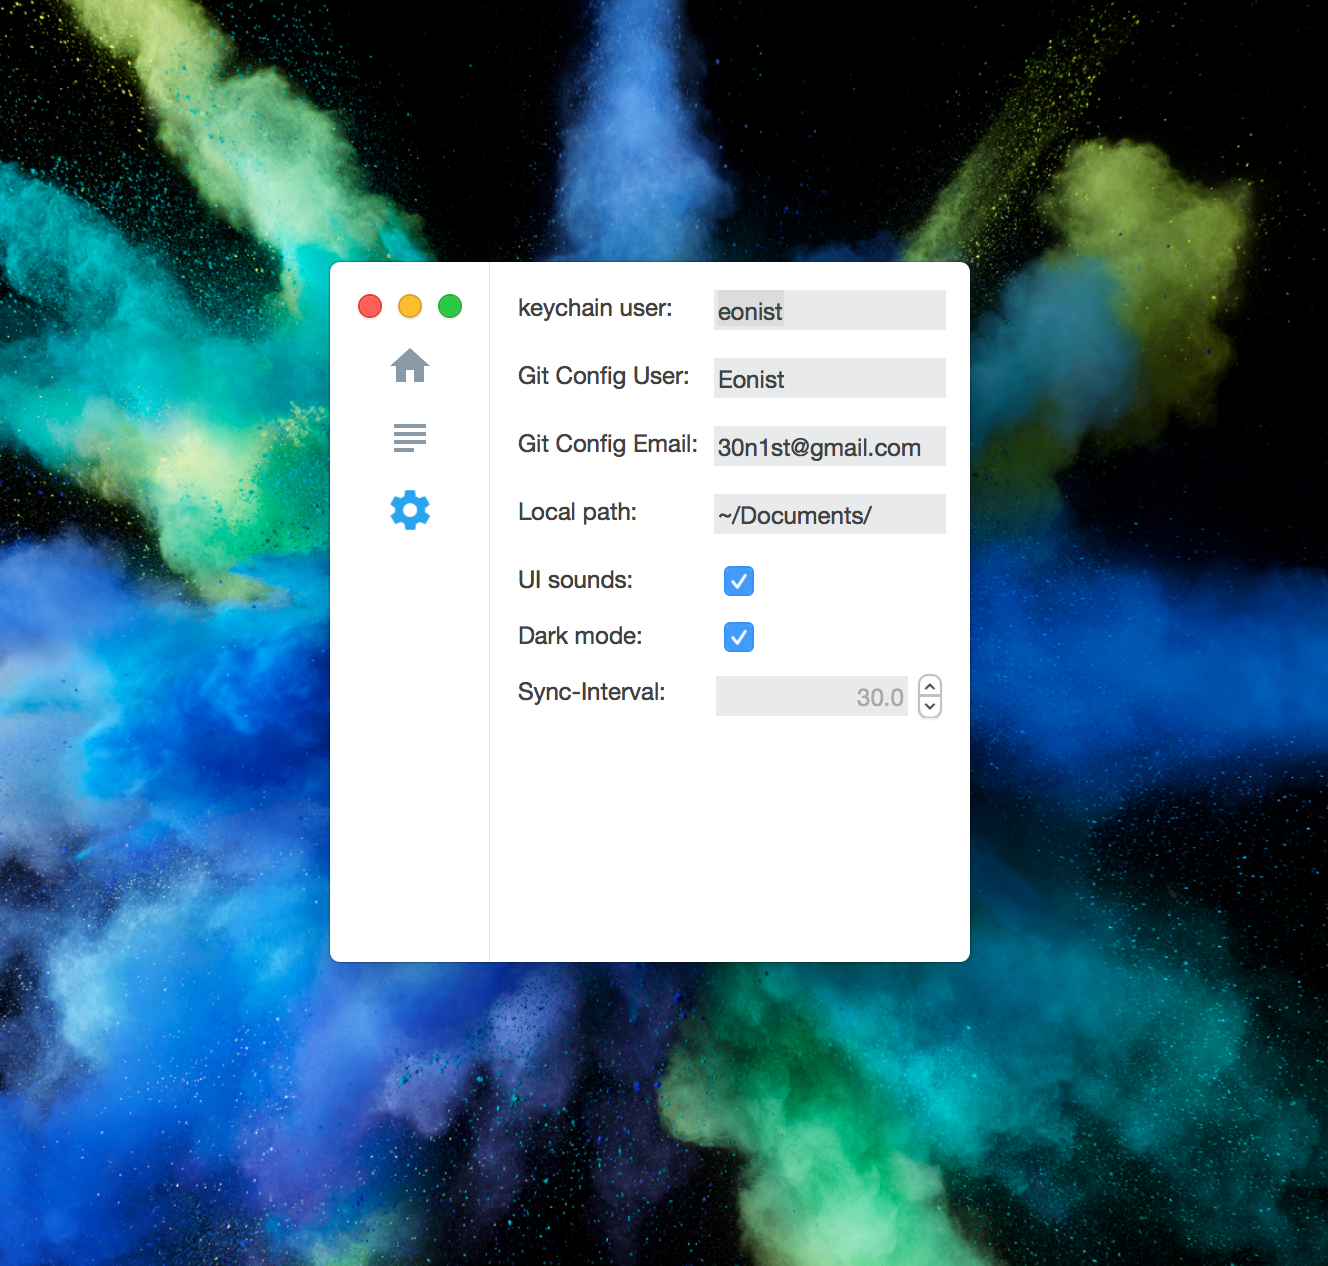 keychain user: eonist
Git Config User: Eonist
Git Config Email: 30n1st@gmail.com
Local path: ~/Documents/
UI sounds:
Dark mode:
Sync-Interval: 30.0